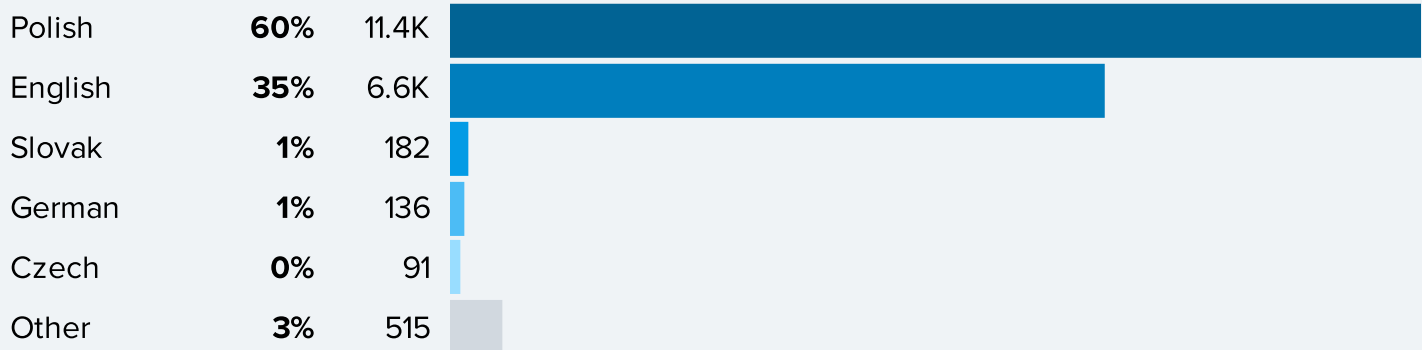 Polish 60% 11.4K
English 35% 6.6K
Slovak 1% 182
German 1% 136
Czech 0% 91
Other 3% 515